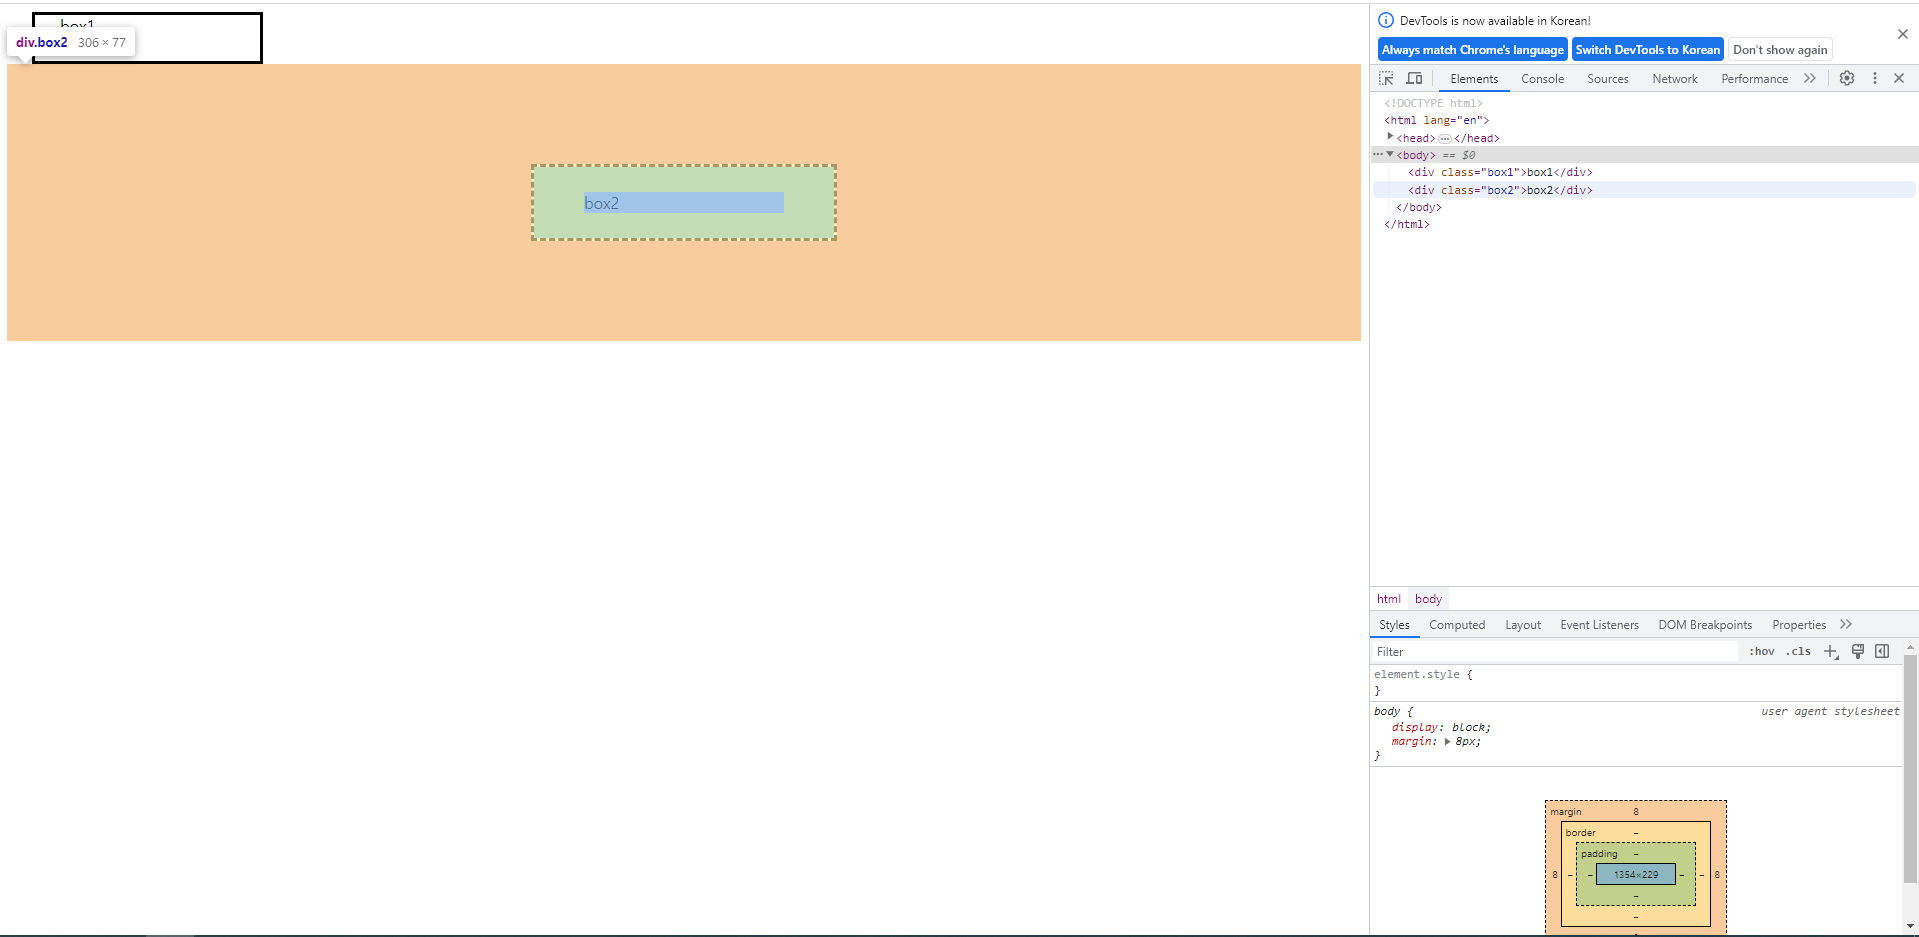 box1
div.box2 306 × 77
box2
DevTools is now available in Korean!
Always match Chrome's language Switch DevTools to Korean Don't show again
Elements Console Sources Network Performance
<!DOCTYPE html>
<html lang="en">
<head> … </head>
… <body> == $0
<div class="box1">box1</div>
<div class="box2">box2</div>
</body>
</html>
html body
Styles Computed Layout Event Listeners DOM Breakpoints Properties
Filter :hov .cls
element.style {
}
body { user agent stylesheet
display: block;
margin: 8px;
}
margin 8
border –
padding –
8 – – 1354×229 – – 8
–
–